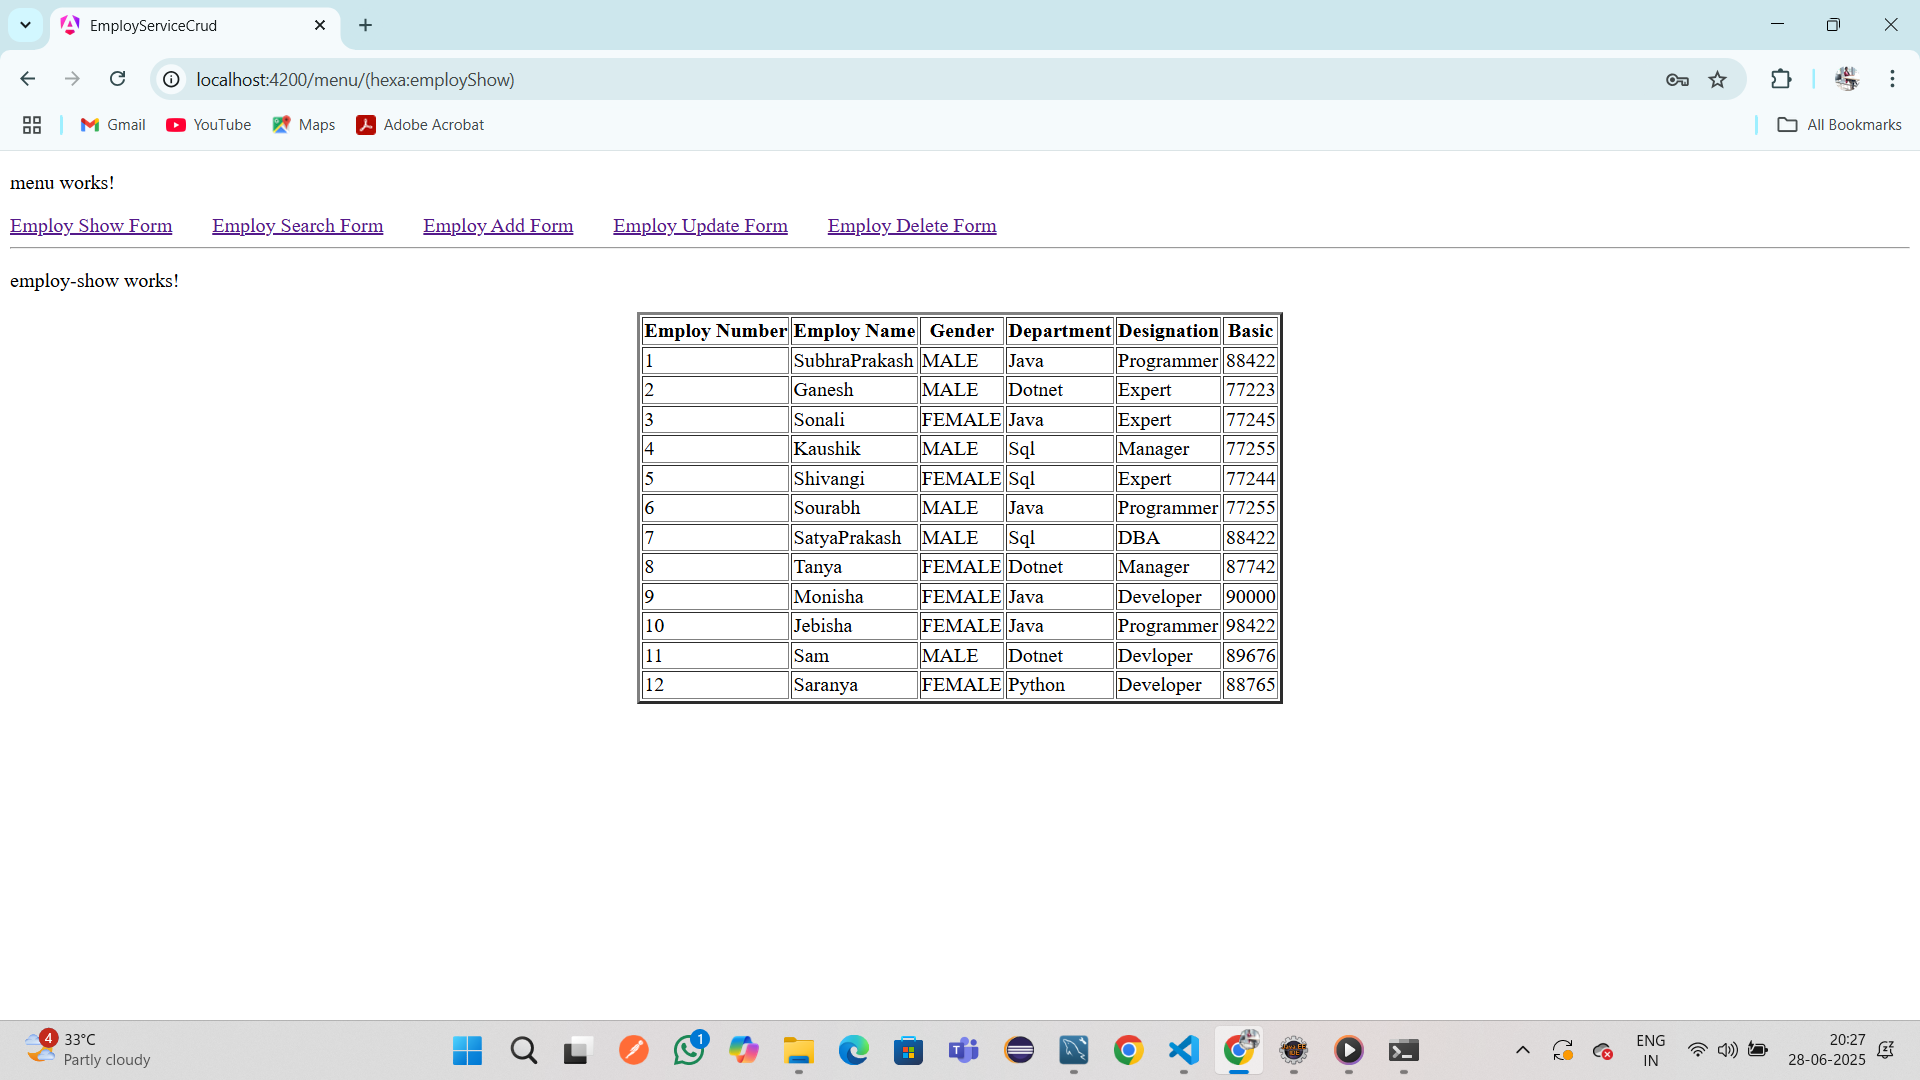 EmployServiceCrud
localhost:4200/menu/(hexa:employShow)
Gmail YouTube Maps Adobe Acrobat All Bookmarks
menu works!
Employ Show Form Employ Search Form Employ Add Form Employ Update Form Employ Delete Form
employ-show works!
Employ Number Employ Name Gender Department Designation Basic
1 SubhraPrakash MALE Java Programmer 88422
2 Ganesh MALE Dotnet Expert 77223
3 Sonali FEMALE Java Expert 77245
4 Kaushik MALE Sql Manager 77255
5 Shivangi FEMALE Sql Expert 77244
6 Sourabh MALE Java Programmer 77255
7 SatyaPrakash MALE Sql DBA 88422
8 Tanya FEMALE Dotnet Manager 87742
9 Monisha FEMALE Java Developer 90000
10 Jebisha FEMALE Java Programmer 98422
11 Sam MALE Dotnet Devloper 89676
12 Saranya FEMALE Python Developer 88765
4 33°C
Partly cloudy
1
ENG
IN
20:27
28-06-2025